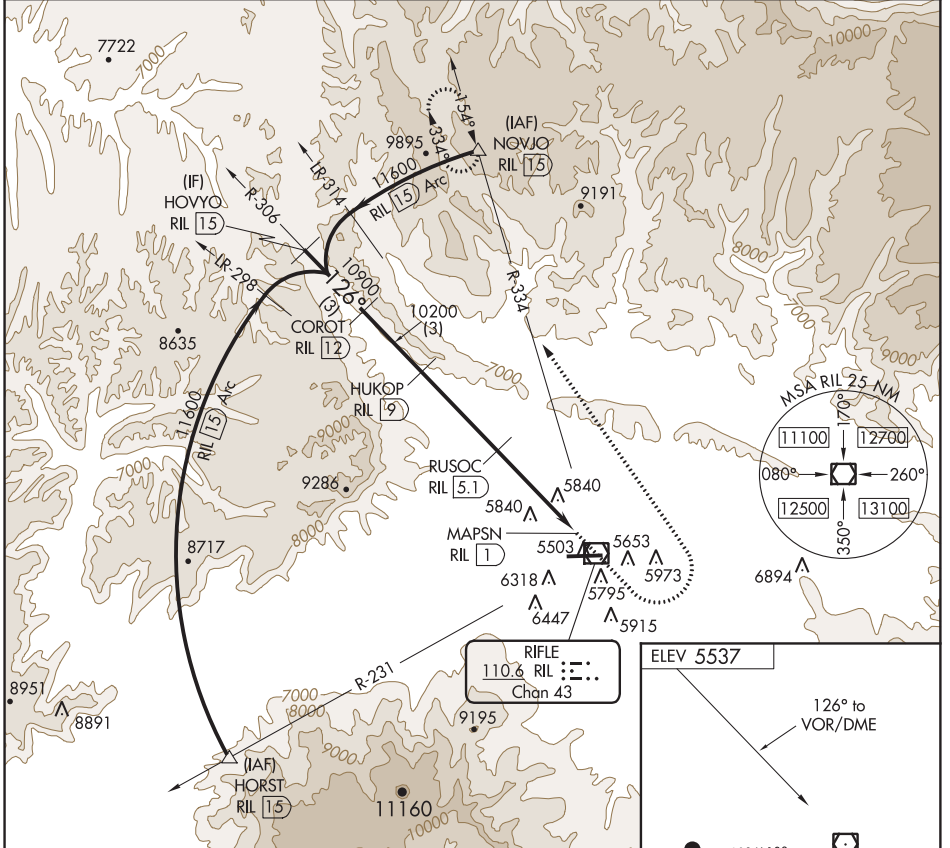 7722
7000
10000
154°
334°
(IAF)
NOVJO
RIL 15
9895
11600
RIL 15 Arc
LR-314
9191
(IF)
HOVYO
RIL 15
R-306
8000
LR-298
10900
126°
(3)
R-334
7000
COROT
RIL 12
10200
(3)
8635
9000
HUKOP
RIL 9
7000
MSA RIL 25 NM
170°
11100
12700
080°
260°
12500
13100
350°
11600
RIL 15 Arc
9000
7000
RUSOC
RIL 5.1
9286
8000
5840
5840
MAPSN
RIL 1
5503
5653
5973
8717
6318
5795
6894
6447
5915
RIFLE
110.6 RIL
Chan 43
ELEV 5537
R-231
126° to
VOR/DME
8951
8891
7000
8000
9195
9000
(IAF)
HORST
RIL 15
11160
10000